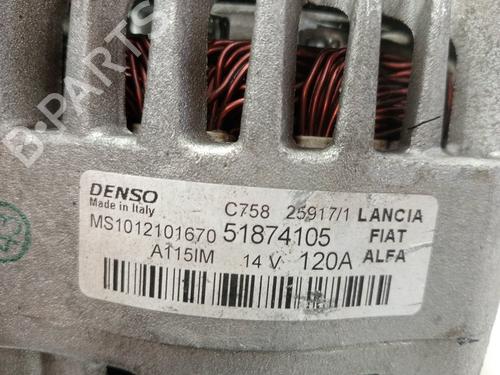 B-PARTS
DENSO
Made in Italy
C758 25917/1 LANCIA
MS1012101670 51874105 FIAT
A115IM 14 V 120A ALFA